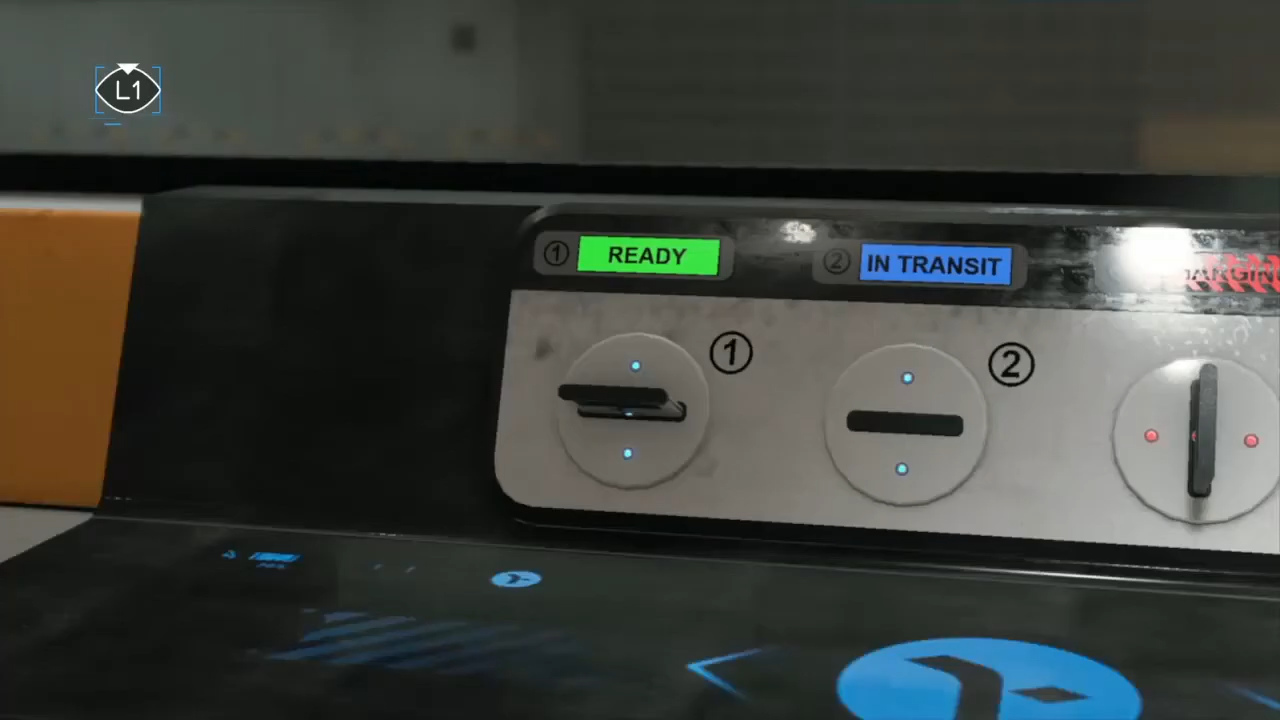 L1
① READY
② IN TRANSIT
①
②